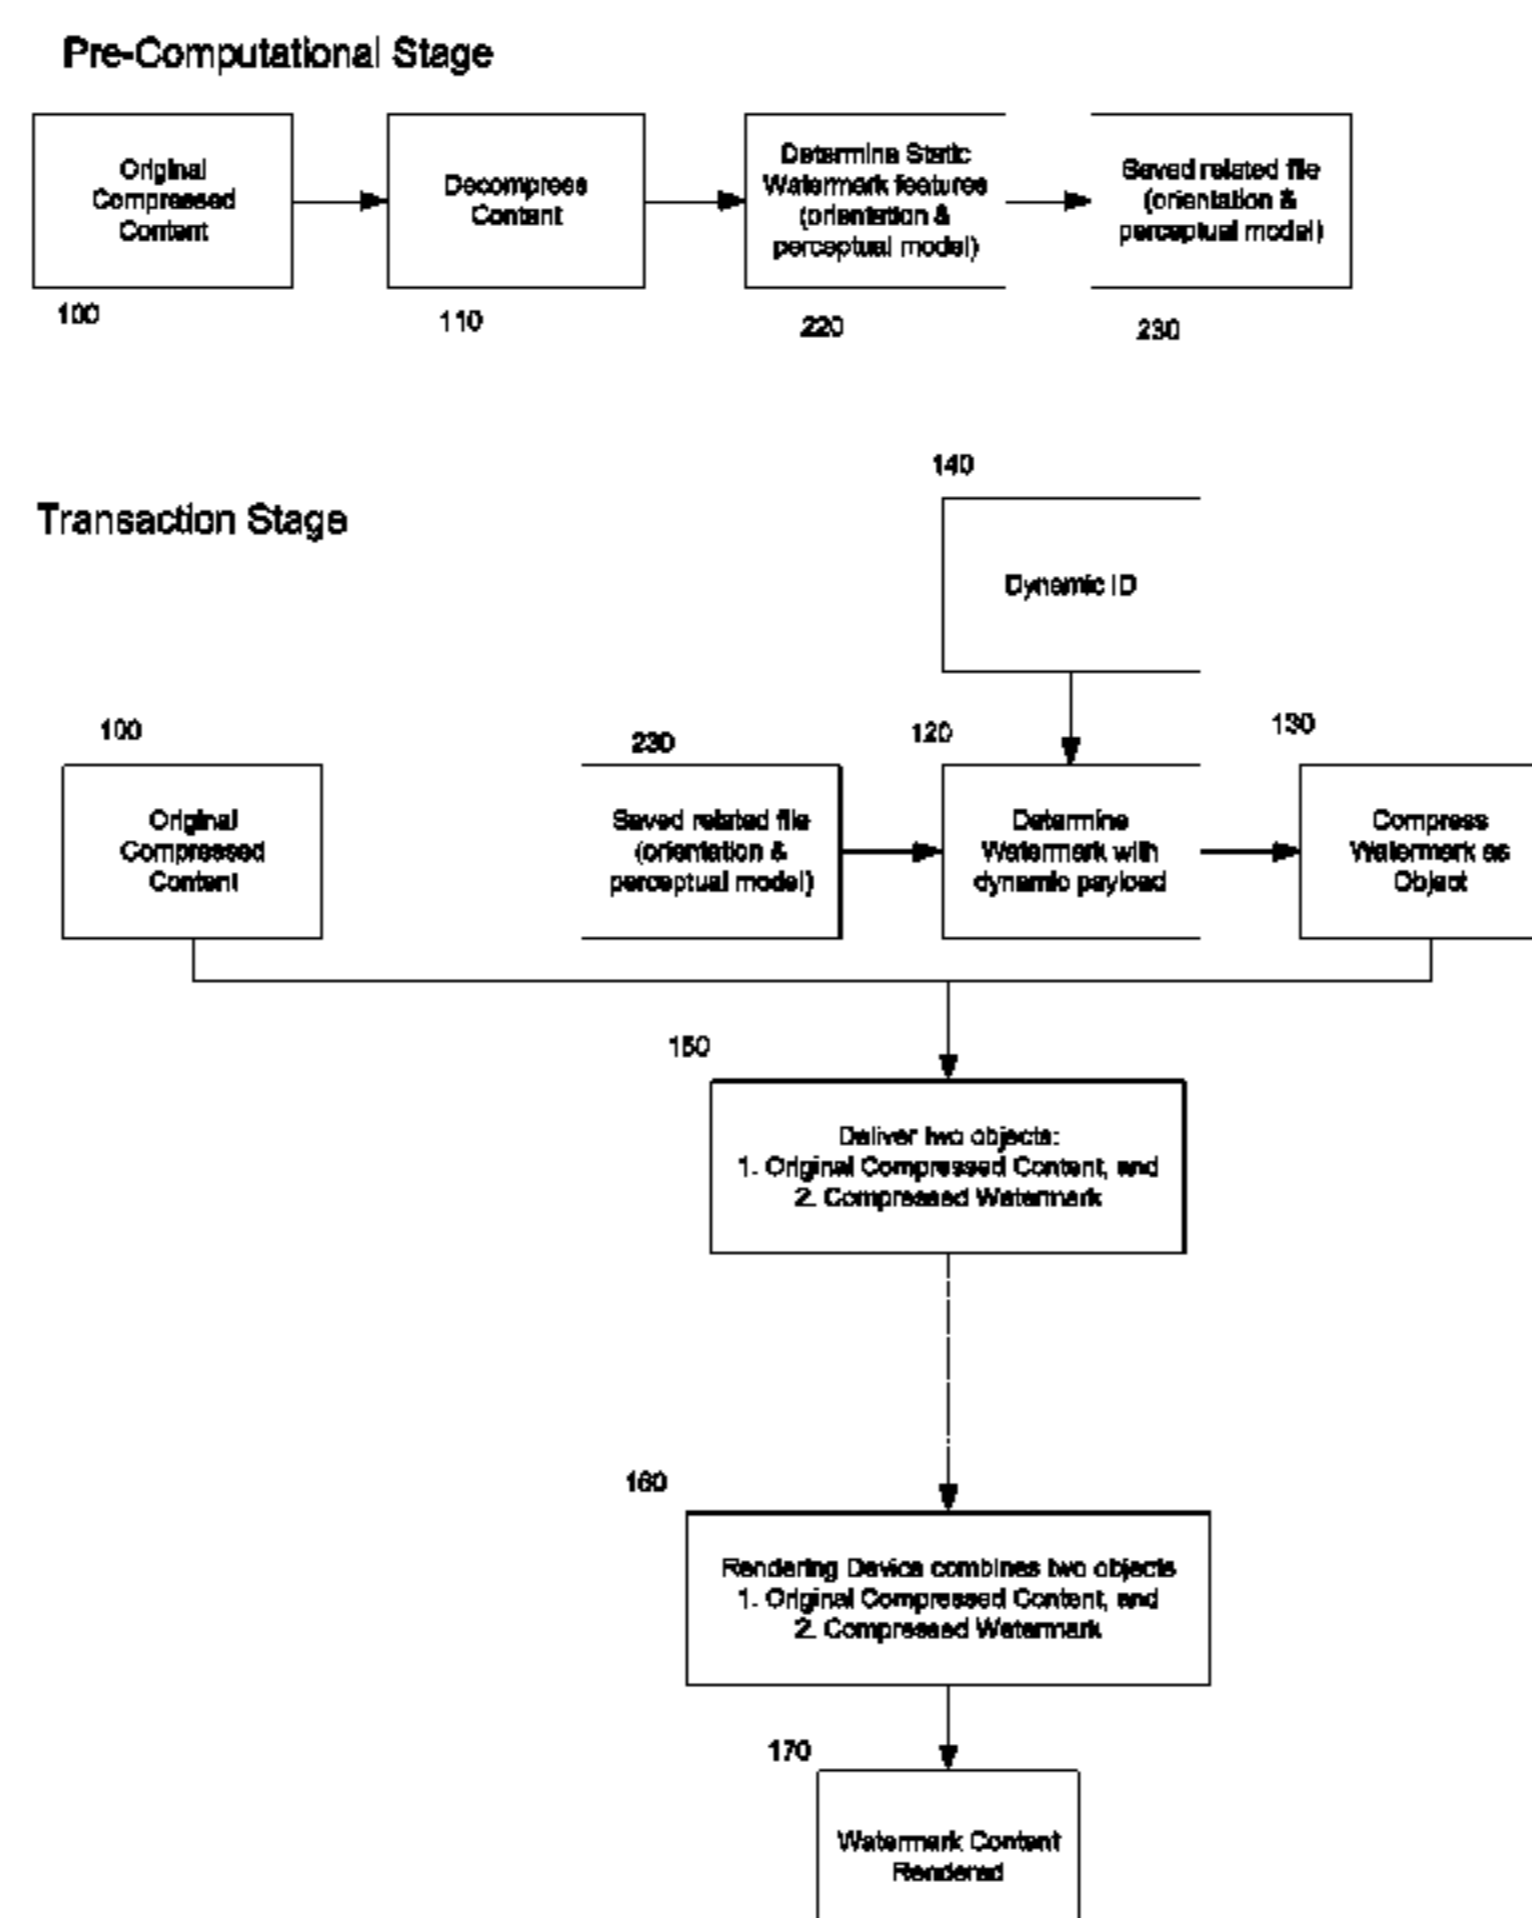 Pre-Computational Stage
Original
Compressed
Content
100
Decompress
Content
110
Determine Static
Watermark features
(orientation &
perceptual model)
220
Saved related file
(orientation &
perceptual model)
230
Transaction Stage
140
Dynamic ID
100
Original
Compressed
Content
230
Saved related file
(orientation &
perceptual model)
120
Determine
Watermark with
dynamic payload
130
Compress
Watermark as
Object
150
Deliver two objects:
1. Original Compressed Content, and
2. Compressed Watermark
160
Rendering Device combines two objects
1. Original Compressed Content, and
2. Compressed Watermark
170
Watermark Content
Rendered